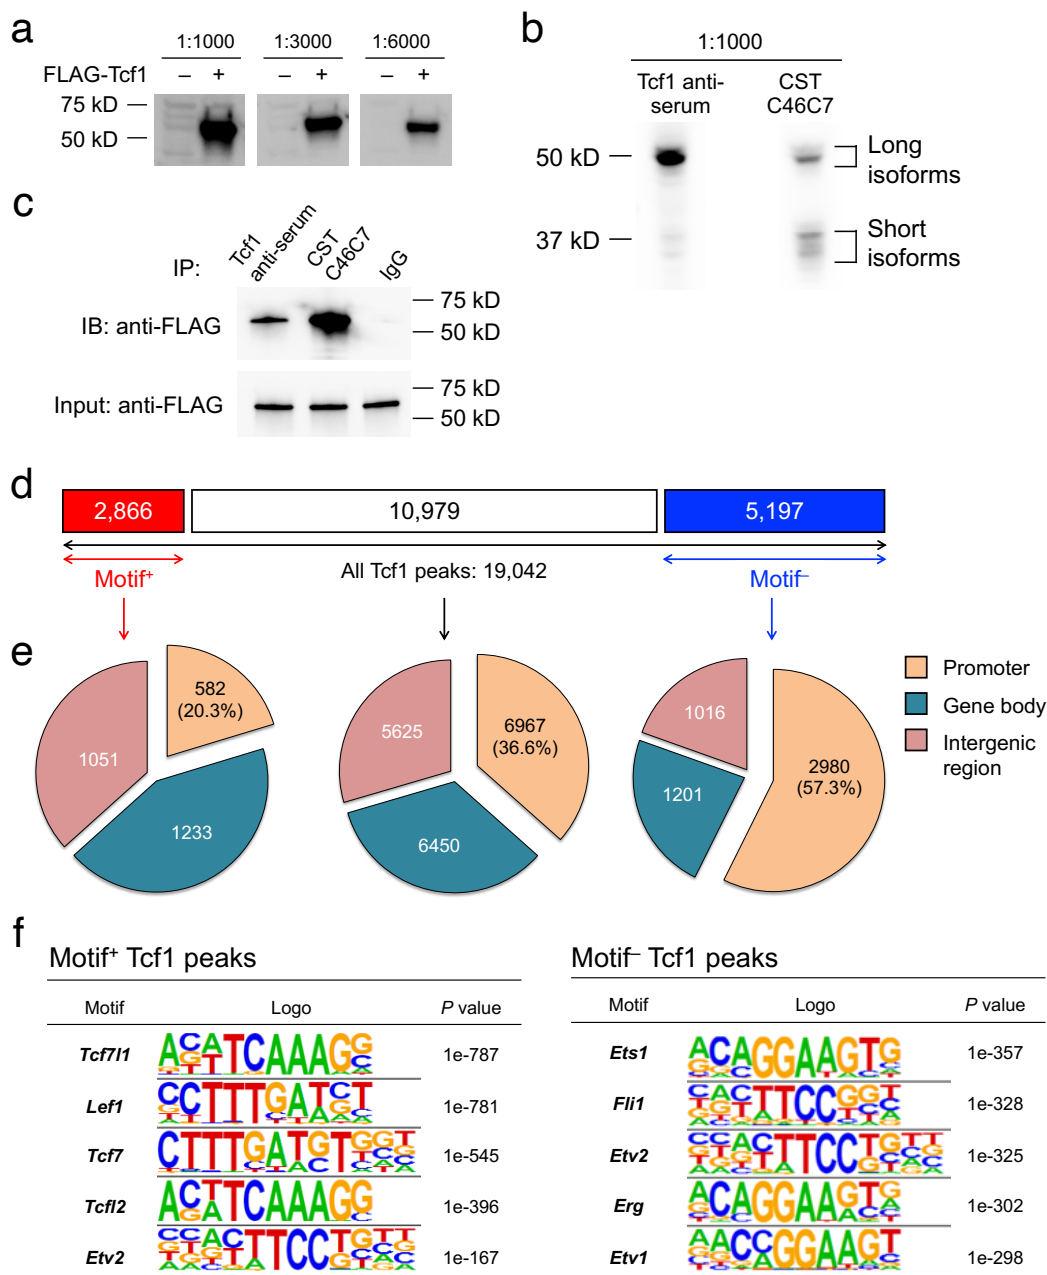 a
1:1000 1:3000 1:6000
FLAG-Tcf1 – + – + – +
75 kD
50 kD
b
1:1000
Tcf1 anti-
serum
CST
C46C7
50 kD
37 kD
Long
isoforms
Short
isoforms
c
IP:
Tcf1
anti-serum
CST
C46C7
IgG
IB: anti-FLAG
75 kD
50 kD
Input: anti-FLAG
75 kD
50 kD
d
2,866 10,979 5,197
Motif+
All Tcf1 peaks: 19,042
Motif–
e
582
(20.3%)
1051
1233
6967
(36.6%)
5625
6450
2980
(57.3%)
1016
1201
Promoter
Gene body
Intergenic
region
f
Motif+ Tcf1 peaks
Motif Logo P value
Tcf7l1 1e-787
Lef1 1e-781
Tcf7 1e-545
Tcfl2 1e-396
Etv2 1e-167
Motif– Tcf1 peaks
Motif Logo P value
Ets1 1e-357
Fli1 1e-328
Etv2 1e-325
Erg 1e-302
Etv1 1e-298